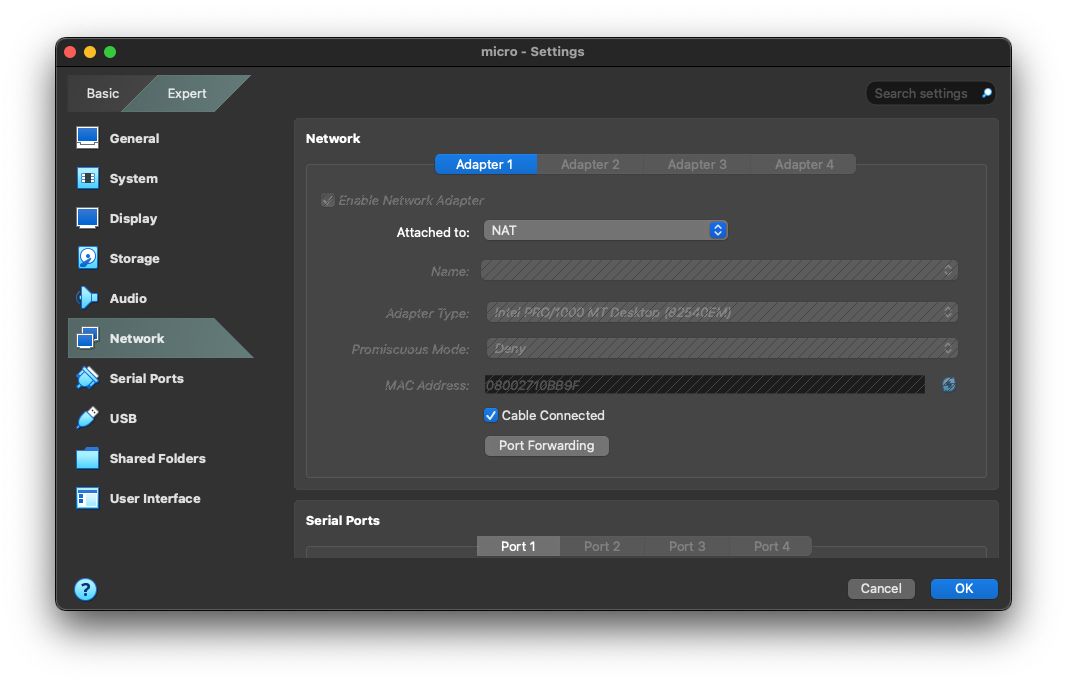 micro - Settings
Basic Expert Search settings
General
System
Display
Storage
Audio
Network
Serial Ports
USB
Shared Folders
User Interface
Network
Adapter 1 Adapter 2 Adapter 3 Adapter 4
Enable Network Adapter
Attached to: NAT
Name:
Adapter Type: Intel PRO/1000 MT Desktop (82540EM)
Promiscuous Mode: Deny
MAC Address: 08002710BB9F
Cable Connected
Port Forwarding
Serial Ports
Port 1 Port 2 Port 3 Port 4
? Cancel OK